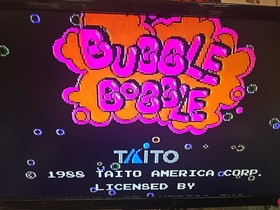 BUBBLE
BOBBLE
TAITO
© 1988 TAITO AMERICA CORP.
LICENSED BY